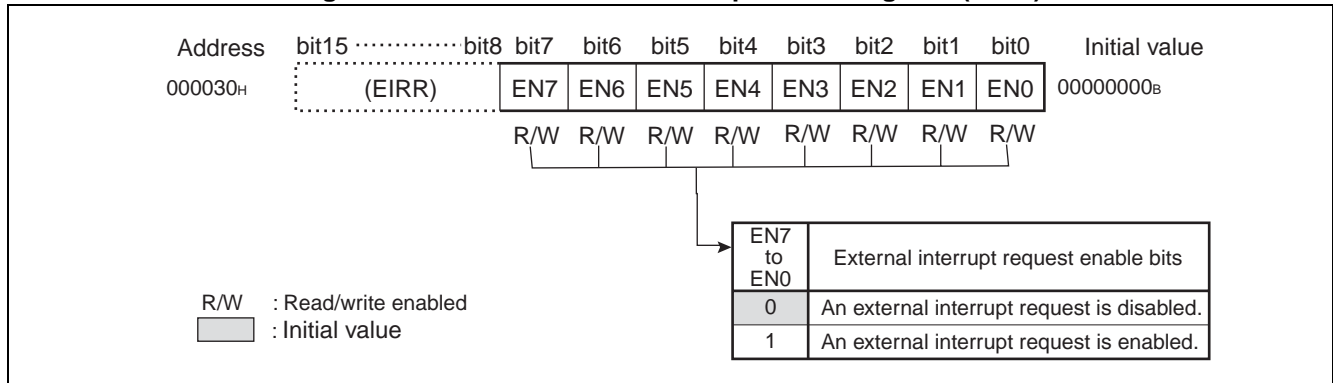 Address bit15 ·············· bit8 bit7 bit6 bit5 bit4 bit3 bit2 bit1 bit0 Initial value
000030H (EIRR) EN7 EN6 EN5 EN4 EN3 EN2 EN1 EN0 00000000B
R/W R/W R/W R/W R/W R/W R/W R/W
EN7
to
EN0
External interrupt request enable bits
0 An external interrupt request is disabled.
1 An external interrupt request is enabled.
R/W : Read/write enabled
: Initial value